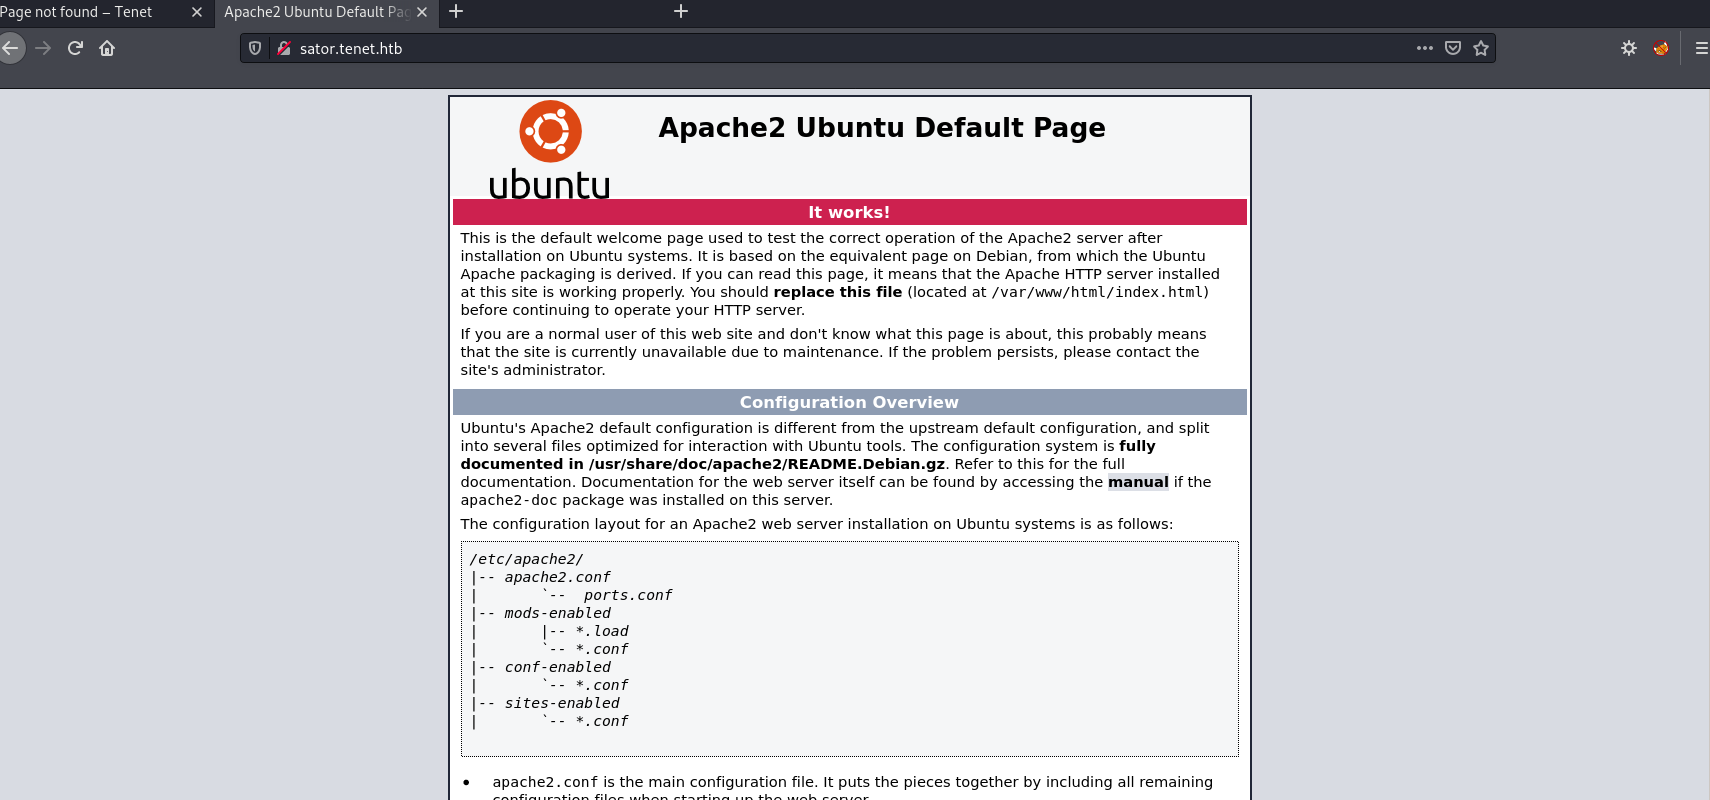 Page not found – Tenet
Apache2 Ubuntu Default Pag
sator.tenet.htb
ubuntu
Apache2 Ubuntu Default Page
It works!
This is the default welcome page used to test the correct operation of the Apache2 server after
installation on Ubuntu systems. It is based on the equivalent page on Debian, from which the Ubuntu
Apache packaging is derived. If you can read this page, it means that the Apache HTTP server installed
at this site is working properly. You should replace this file (located at /var/www/html/index.html)
before continuing to operate your HTTP server.
If you are a normal user of this web site and don't know what this page is about, this probably means
that the site is currently unavailable due to maintenance. If the problem persists, please contact the
site's administrator.
Configuration Overview
Ubuntu's Apache2 default configuration is different from the upstream default configuration, and split
into several files optimized for interaction with Ubuntu tools. The configuration system is fully
documented in /usr/share/doc/apache2/README.Debian.gz. Refer to this for the full
documentation. Documentation for the web server itself can be found by accessing the manual if the
apache2-doc package was installed on this server.
The configuration layout for an Apache2 web server installation on Ubuntu systems is as follows:
/etc/apache2/
|-- apache2.conf
|       `--  ports.conf
|-- mods-enabled
|       |-- *.load
|       `-- *.conf
|-- conf-enabled
|       `-- *.conf
|-- sites-enabled
|       `-- *.conf
• apache2.conf is the main configuration file. It puts the pieces together by including all remaining
configuration files when starting up the web server.